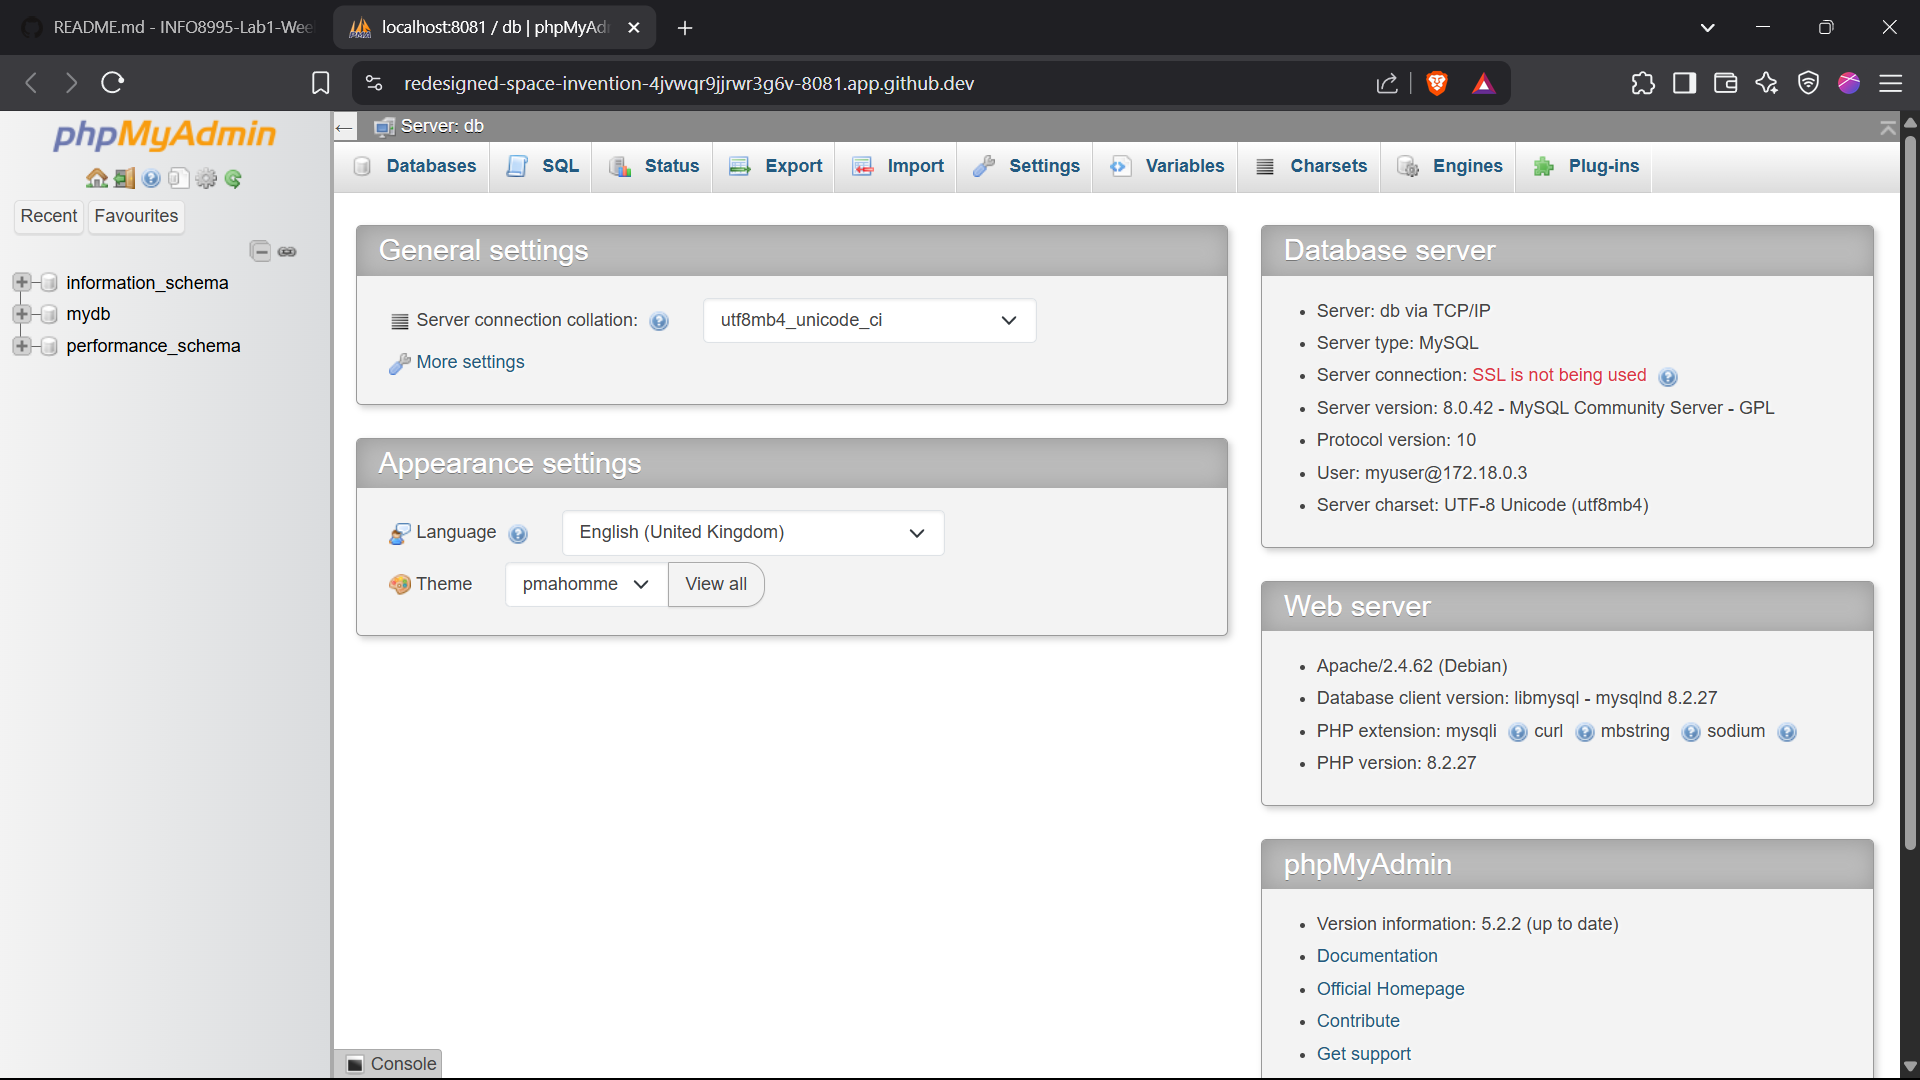 README.md - INFO8995-Lab1-Wee
localhost:8081 / db | phpMyAd
redesigned-space-invention-4jvwqr9jjrwr3g6v-8081.app.github.dev
phpMyAdmin
Recent
Favourites
information_schema
mydb
performance_schema
Server: db
Databases
SQL
Status
Export
Import
Settings
Variables
Charsets
Engines
Plug-ins
General settings
Server connection collation:
utf8mb4_unicode_ci
More settings
Appearance settings
Language
English (United Kingdom)
Theme
pmahomme
View all
Database server
Server: db via TCP/IP
Server type: MySQL
Server connection: SSL is not being used
Server version: 8.0.42 - MySQL Community Server - GPL
Protocol version: 10
User: myuser@172.18.0.3
Server charset: UTF-8 Unicode (utf8mb4)
Web server
Apache/2.4.62 (Debian)
Database client version: libmysql - mysqlnd 8.2.27
PHP extension: mysqli curl mbstring sodium
PHP version: 8.2.27
phpMyAdmin
Version information: 5.2.2 (up to date)
Documentation
Official Homepage
Contribute
Get support
Console